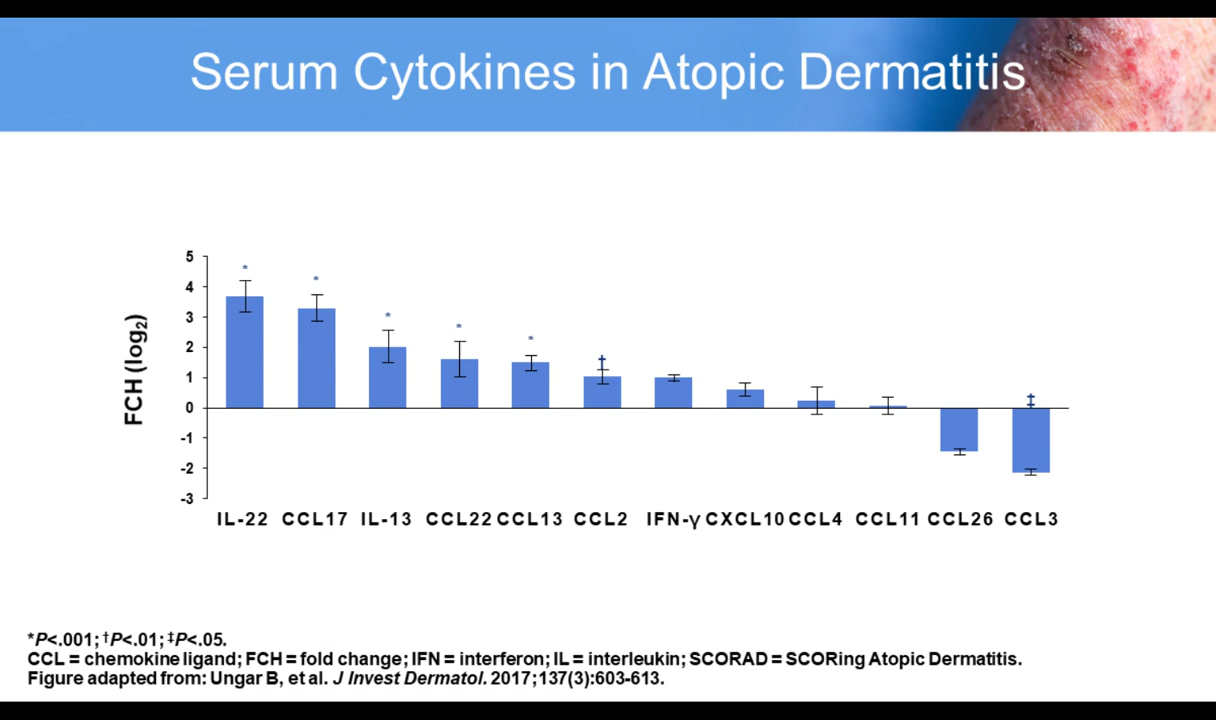 Serum Cytokines in Atopic Dermatitis
FCH (log₂)
5
4
3
2
1
0
-1
-2
-3
* * * * * ‡ ‡
IL-22 CCL17 IL-13 CCL22 CCL13 CCL2 IFN-γ CXCL10 CCL4 CCL11 CCL26 CCL3
*P<.001; †P<.01; ‡P<.05.
CCL = chemokine ligand; FCH = fold change; IFN = interferon; IL = interleukin; SCORAD = SCORing Atopic Dermatitis.
Figure adapted from: Ungar B, et al. J Invest Dermatol. 2017;137(3):603-613.